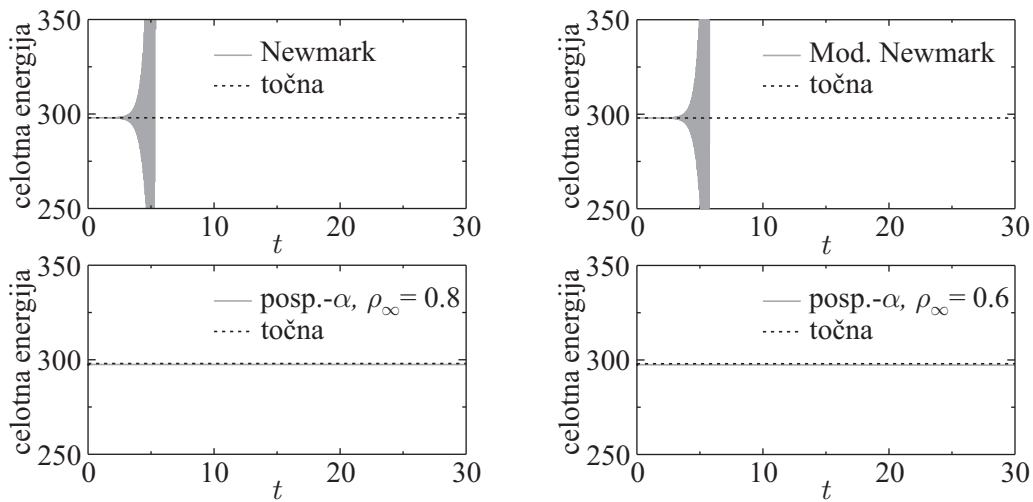 celotna energija
350
300
250
Newmark
točna
0
10
20
30
t
celotna energija
350
300
250
Mod. Newmark
točna
0
10
20
30
t
celotna energija
350
300
250
posp.-α, ρ∞= 0.8
točna
0
10
20
30
t
celotna energija
350
300
250
posp.-α, ρ∞= 0.6
točna
0
10
20
30
t